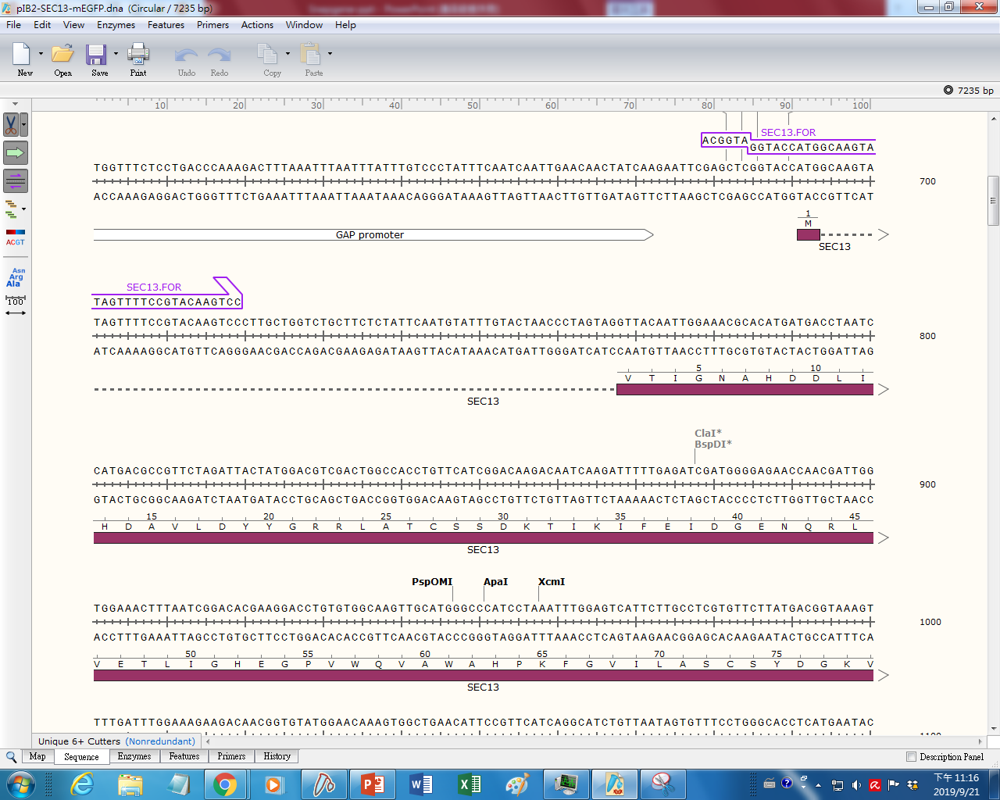 pIB2-SEC13-mEGFP.dna (Circular / 7235 bp)
File Edit View Enzymes Features Primers Actions Window Help
New Open Save Print Undo Redo Copy Paste
7235 bp
10 20 30 40 50 60 70 80 90 100
SEC13.FOR
ACGGTA
GGTACCATGGCAAGTA
TGGTTTCTCCTGACCCAAAGACTTTAAATTTAATTTATTTGTCCCTATTTCAATCAATTGAACAACTATCAAGAATTCGAGCTCGGTACCATGGCAAGTA
700
ACCAAAGAGGACTGGGTTTCTGAAATTTAAATTAAATAAACAGGGATAAAGTTAGTTAACTTGTTGATAGTTCTTAAGCTCGAGCCATGGTACCGTTCAT
1
M
GAP promoter
SEC13
SEC13.FOR
TAGTTTTCCGTACAAGTCC
TAGTTTTCCGTACAAGTCCCTTGCTGGTCTGCTTCTCTATTCAATGTATTTGTACTAACCCTAGTAGGTTACAATTGGAAACGCACATGATGACCTAATC
800
ATCAAAAGGCATGTTCAGGGAACGACCAGACGAAGAGATAAGTTACATAAACATGATTGGGATCATCCAATGTTAACCTTTGCGTGTACTACTGGATTAG
5 10
V T I G N A H D D L I
SEC13
ClaI*
BspDI*
CATGACGCCGTTCTAGATTACTATGGACGTCGACTGGCCACCTGTTCATCGGACAAGACAATCAAGATTTTTGAGATCGATGGGGAGAACCAACGATTGG
900
GTACTGCGGCAAGATCTAATGATACCTGCAGCTGACCGGTGGACAAGTAGCCTGTTCTGTTAGTTCTAAAAACTCTAGCTACCCCTCTTGGTTGCTAACC
15 20 25 30 35 40 45
H D A V L D Y Y G R R L A T C S S D K T I K I F E I D G E N Q R L
SEC13
PspOMI ApaI XcmI
TGGAAACTTTAATCGGACACGAAGGACCTGTGTGGCAAGTTGCATGGGCCCATCCTAAATTTGGAGTCATTCTTGCCTCGTGTTCTTATGACGGTAAAGT
1000
ACCTTTGAAATTAGCCTGTGCTTCCTGGACACACCGTTCAACGTACCCGGGTAGGATTTAAACCTCAGTAAGAACGGAGCACAAGAATACTGCCATTTCA
50 55 60 65 70 75
V E T L I G H E G P V W Q V A W A H P K F G V I L A S C S Y D G K V
SEC13
TTTGATTTGGAAAGAAGACAACGGTGTATGGAACAAAGTGGCTGAACATTCCGTTCATCAGGCATCTGTTAATAGTGTTTCCTGGGCACCTCATGAATAC
1100
ACGT
Asn
Arg
Ala
100
Unique 6+ Cutters (Nonredundant)
Map Sequence Enzymes Features Primers History
Description Panel
下午 11:16
2019/9/21